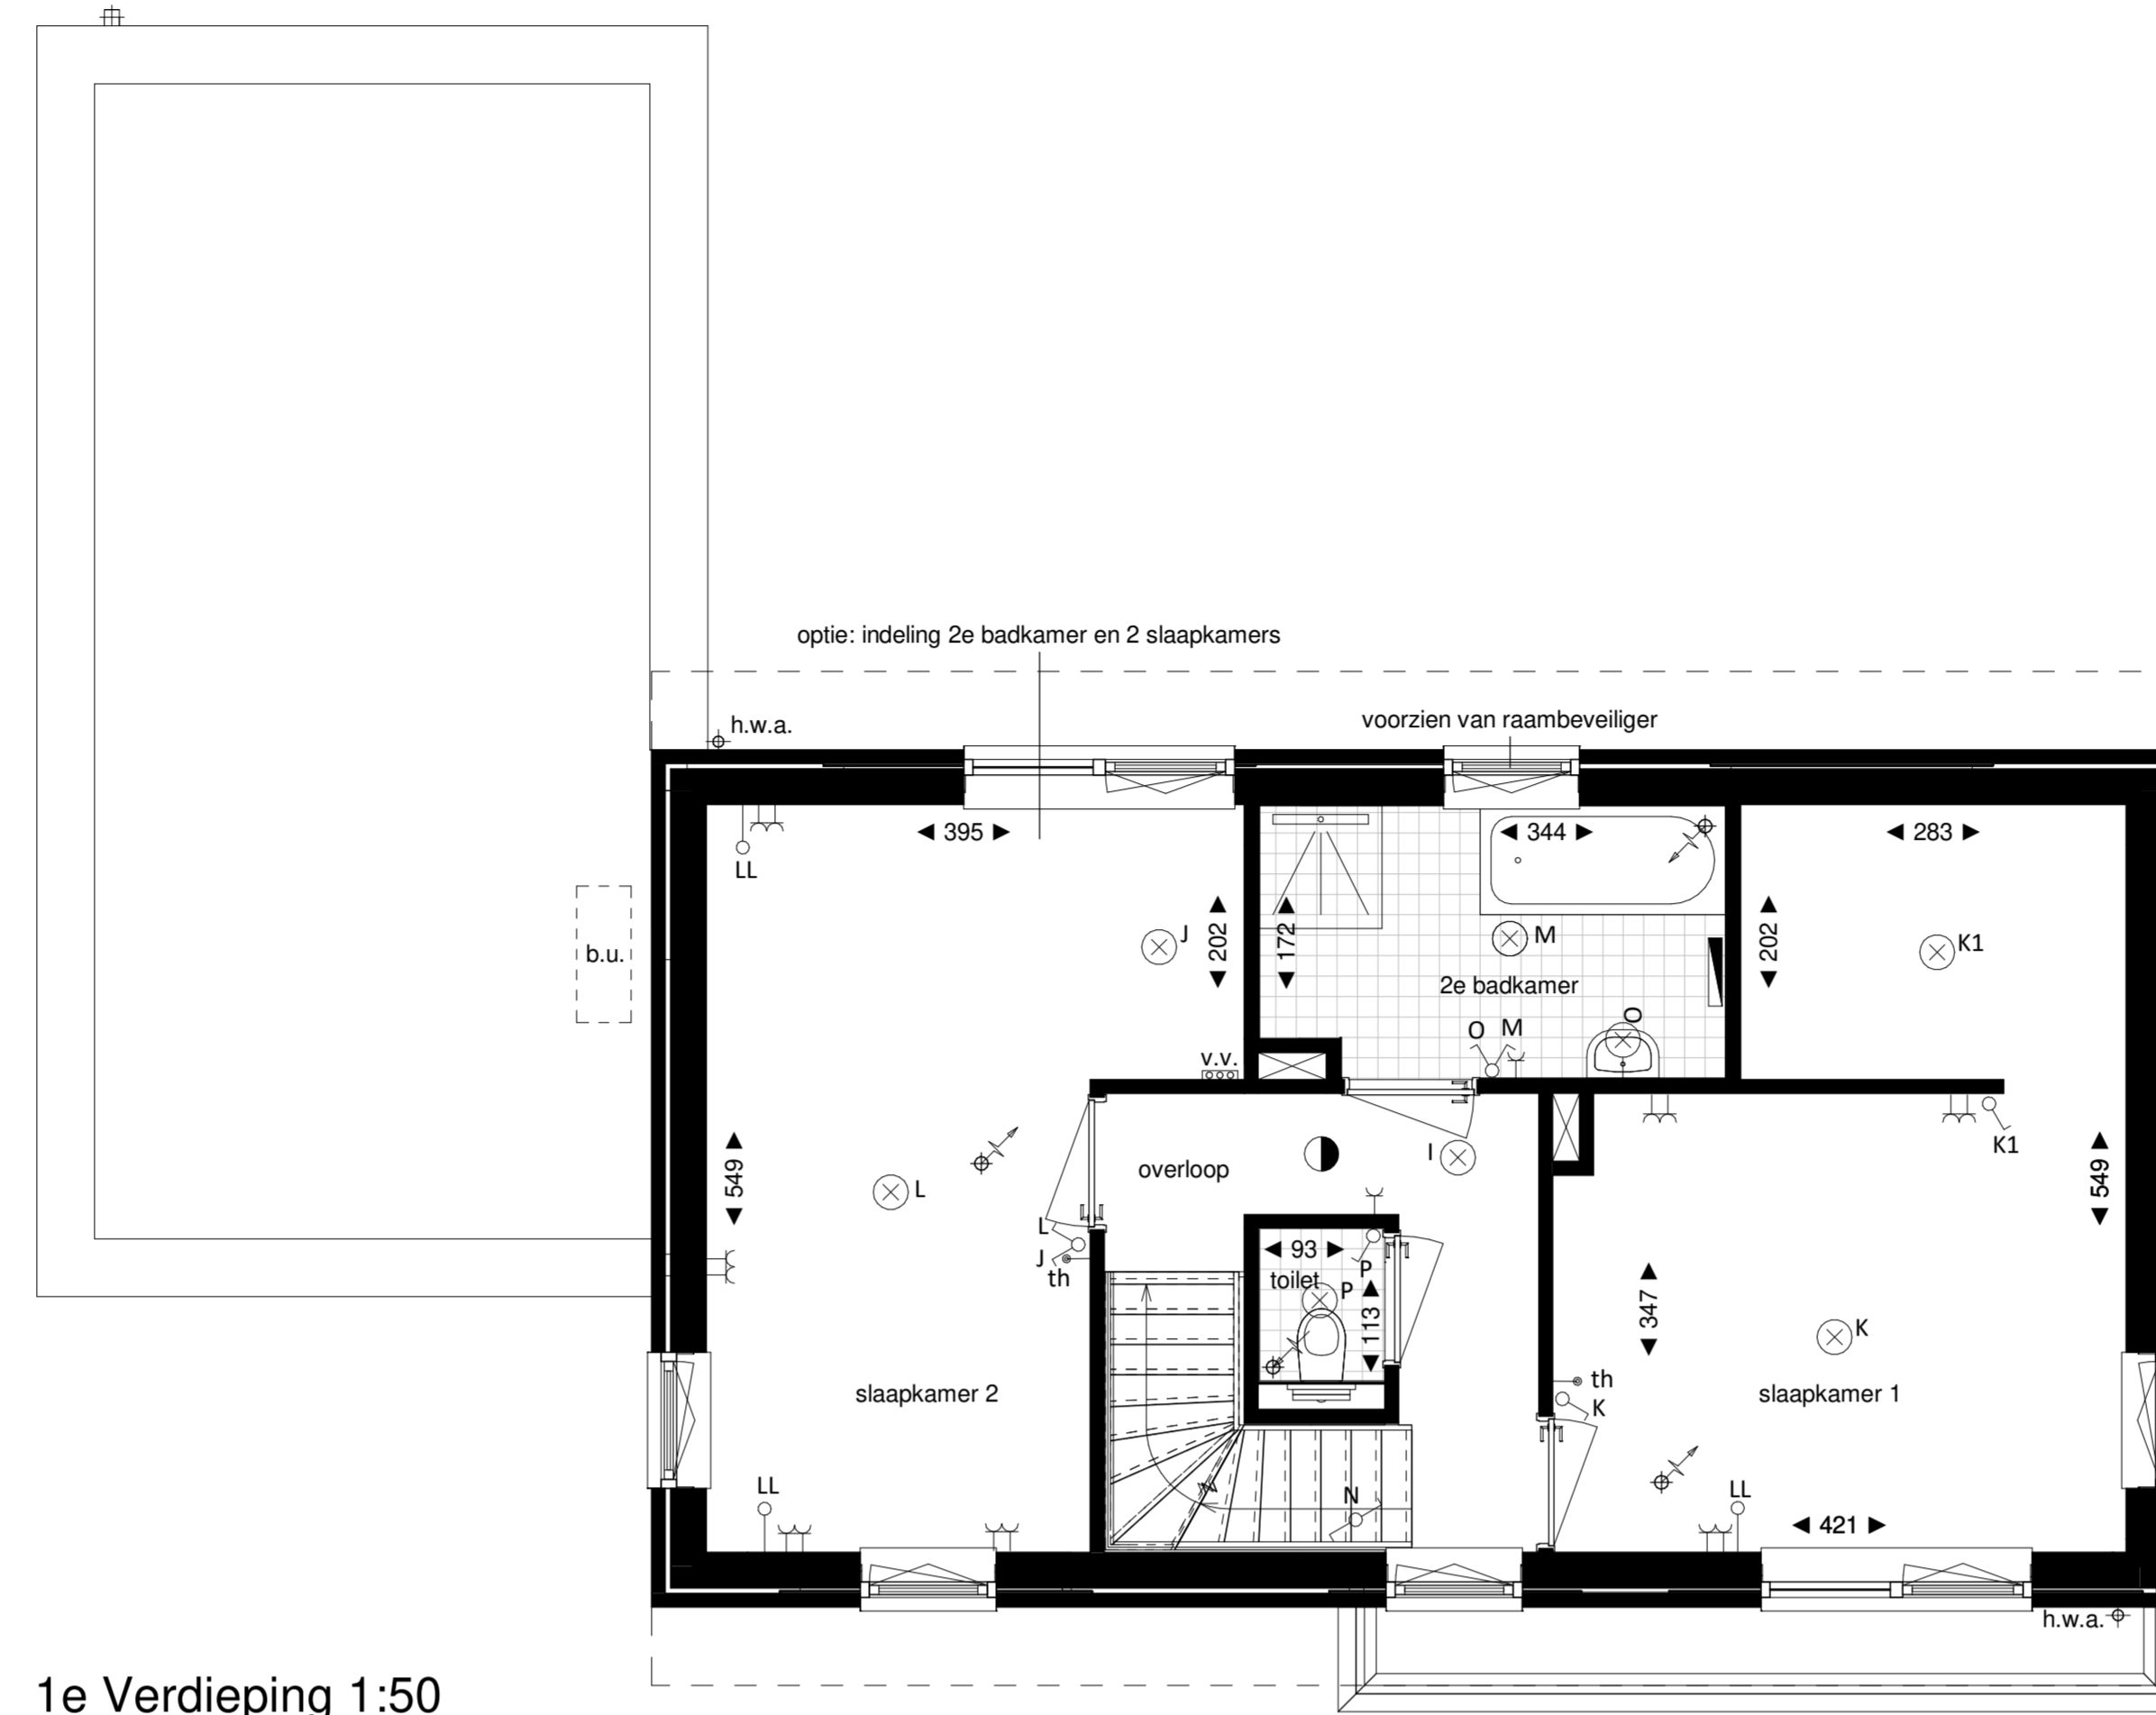 optie: indeling 2e badkamer en 2 slaapkamers
voorzien van raambeveiliger
h.w.a.
◄ 395 ►
◄ 344 ►
◄ 283 ►
LL
J
◄ 202 ►
◄ 172 ►
M
◄ 202 ►
K1
b.u.
2e badkamer
O
O M
v.v.
K1
◄ 549 ►
L
overloop
I
◄ 549 ►
L
J
th
◄ 93 ►
toilet
P
P
◄ 113 ►
◄ 347 ►
K
slaapkamer 2
th
K
slaapkamer 1
LL
N
N
LL
◄ 421 ►
h.w.a.
1e Verdieping 1:50